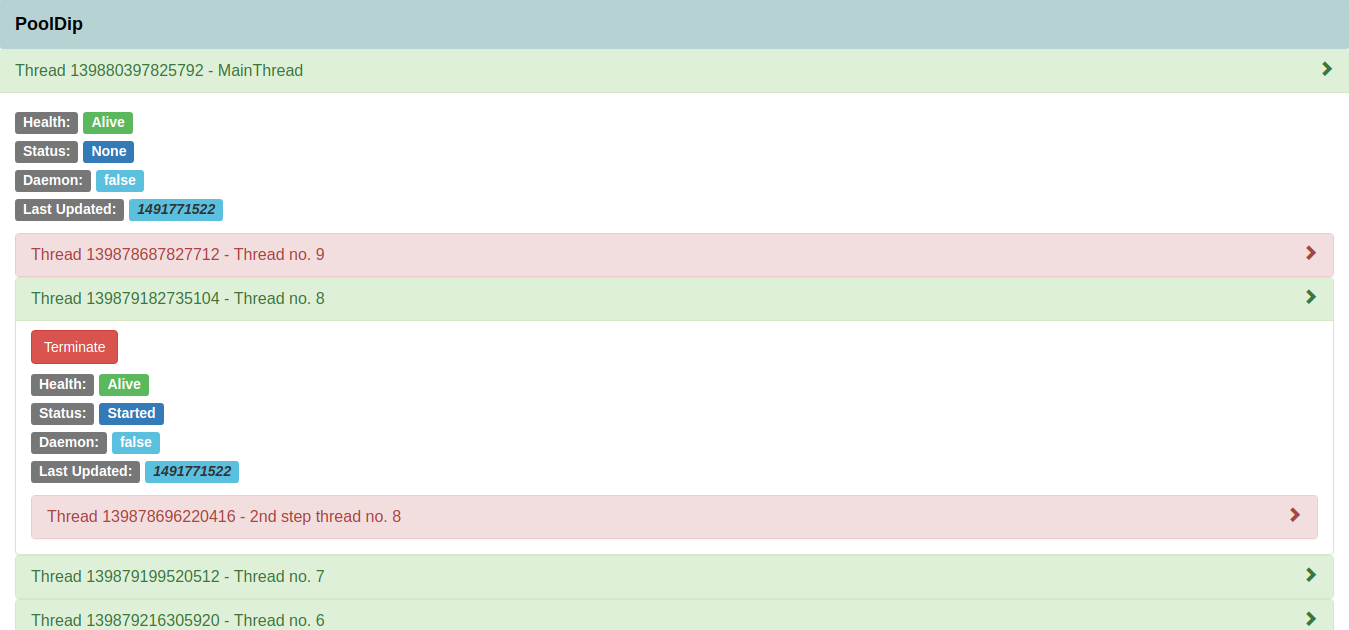 PoolDip
Thread 139880397825792 - MainThread
Health: Alive
Status: None
Daemon: false
Last Updated: 1491771522
Thread 139878687827712 - Thread no. 9
Thread 139879182735104 - Thread no. 8
Terminate
Health: Alive
Status: Started
Daemon: false
Last Updated: 1491771522
Thread 139878696220416 - 2nd step thread no. 8
Thread 139879199520512 - Thread no. 7
Thread 139879216305920 - Thread no. 6